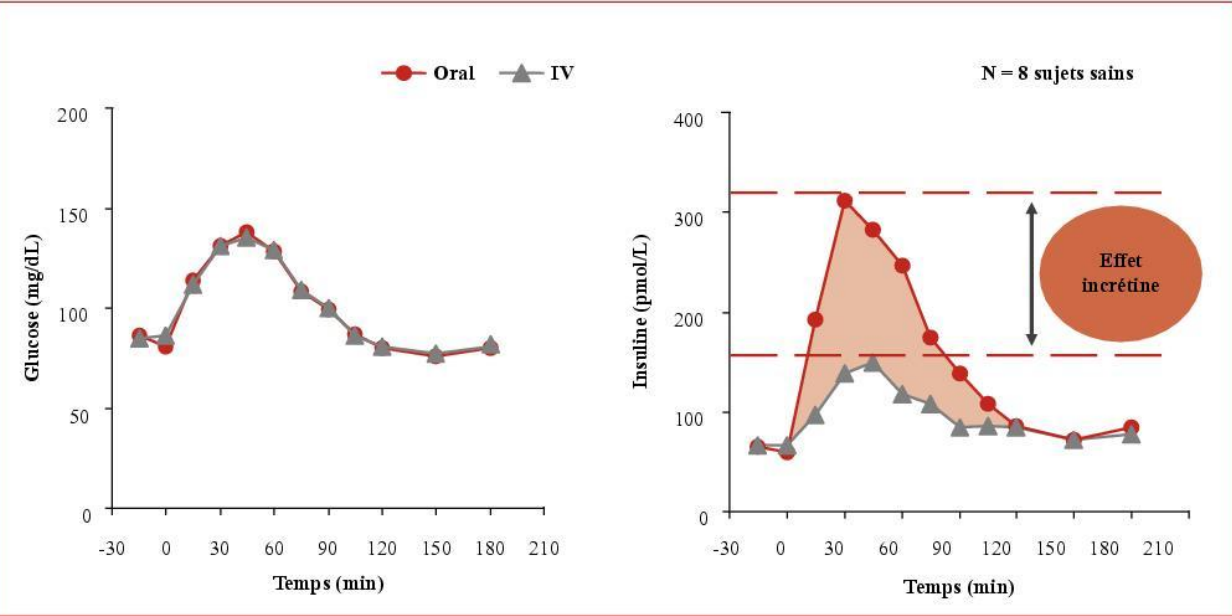 Oral IV
N = 8 sujets sains
Glucose (mg/dL)
200
150
100
50
0
-30 0 30 60 90 120 150 180 210
Temps (min)
Insuline (pmol/L)
400
300
200
100
0
-30 0 30 60 90 120 150 180 210
Temps (min)
Effet
incrétine